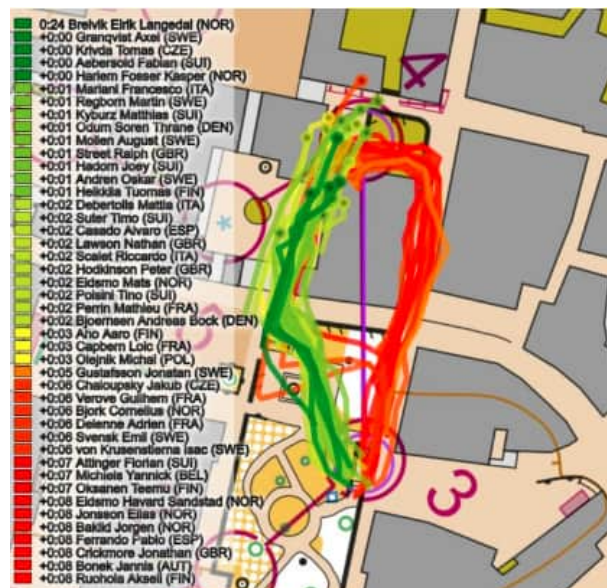 0:24 Breivik Eirik Langedal (NOR)
+0:00 Granqvist Axel (SWE)
+0:00 Krivda Tomas (CZE)
+0:00 Aebersold Fabian (SUI)
+0:00 Harlem Fosser Kasper (NOR)
+0:01 Mariani Francesco (ITA)
+0:01 Regborn Martin (SWE)
+0:01 Kyburz Matthias (SUI)
+0:01 Odum Soren Thrane (DEN)
+0:01 Mollen August (SWE)
+0:01 Street Ralph (GBR)
+0:01 Hadorn Joey (SUI)
+0:01 Andren Oskar (SWE)
+0:01 Heikkila Tuomas (FIN)
+0:02 Debertolis Mattia (ITA)
+0:02 Suter Timo (SUI)
+0:02 Casado Alvaro (ESP)
+0:02 Lawson Nathan (GBR)
+0:02 Scalet Riccardo (ITA)
+0:02 Hodkinson Peter (GBR)
+0:02 Eidsmo Mats (NOR)
+0:02 Polsini Tino (SUI)
+0:02 Perrin Mathieu (FRA)
+0:02 Bjoernsen Andreas Bock (DEN)
+0:03 Aho Aaro (FIN)
+0:03 Capbern Loic (FRA)
+0:03 Olejnik Michal (POL)
+0:05 Gustafsson Jonatan (SWE)
+0:06 Chaloupsky Jakub (CZE)
+0:06 Verove Guilhem (FRA)
+0:06 Bjork Cornelius (NOR)
+0:06 Delenne Adrien (FRA)
+0:06 Svensk Emil (SWE)
+0:06 von Krusenstierna Isac (SWE)
+0:07 Attinger Florian (SUI)
+0:07 Michiels Yannick (BEL)
+0:07 Oksanen Teemu (FIN)
+0:08 Eidsmo Havard Sandstad (NOR)
+0:08 Jonsson Elias (NOR)
+0:08 Baklid Jorgen (NOR)
+0:08 Ferrando Pablo (ESP)
+0:08 Crickmore Jonathan (GBR)
+0:08 Bonek Jannis (AUT)
+0:08 Ruohola Akseli (FIN)
4
3